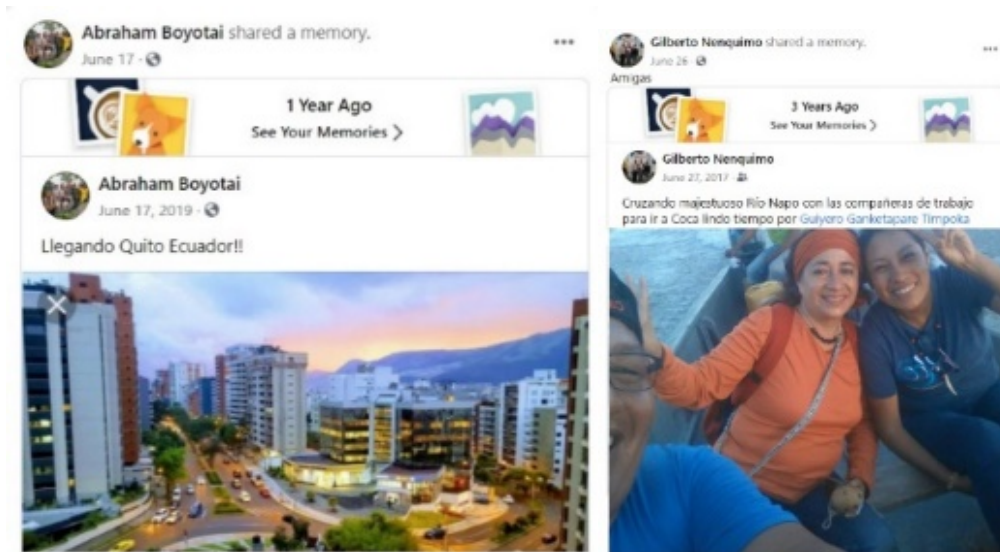 Abraham Boyotai shared a memory.
June 17 ·
1 Year Ago
See Your Memories >
Abraham Boyotai
June 17, 2019 ·
Llegando Quito Ecuador!!
Gilberto Nenquimo shared a memory.
June 26 ·
Amigas
3 Years Ago
See Your Memories >
Gilberto Nenquimo
June 27, 2017 ·
Cruzando majestuoso Río Napo con las compañeras de trabajo
para ir a Coca lindo tiempo por Guiyero Ganketapare Timpoka